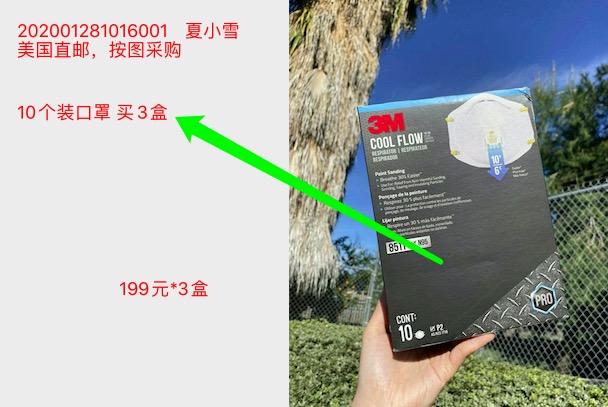 202001281016001 夏小雪
美国直邮，按图采购
10个装口罩 买3盒
199元*3盒
3M
COOL FLOW
RESPIRATOR | RESPIRATEUR
RESPIRADOR
Paint Sanding
• Breathe 30% Easier
Ponçage de la peinture
• Respirez 30 % plus facilement
Lijar pintura
• Respire un 30 % más fácilmente
8511
N95
10
6
CONT:
10
P2
PRO